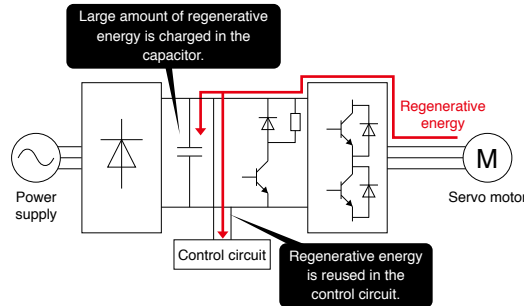 Large amount of regenerative
energy is charged in the
capacitor.
Regenerative
energy
M
Power
supply
Servo motor
Control circuit
Regenerative energy
is reused in the
control circuit.